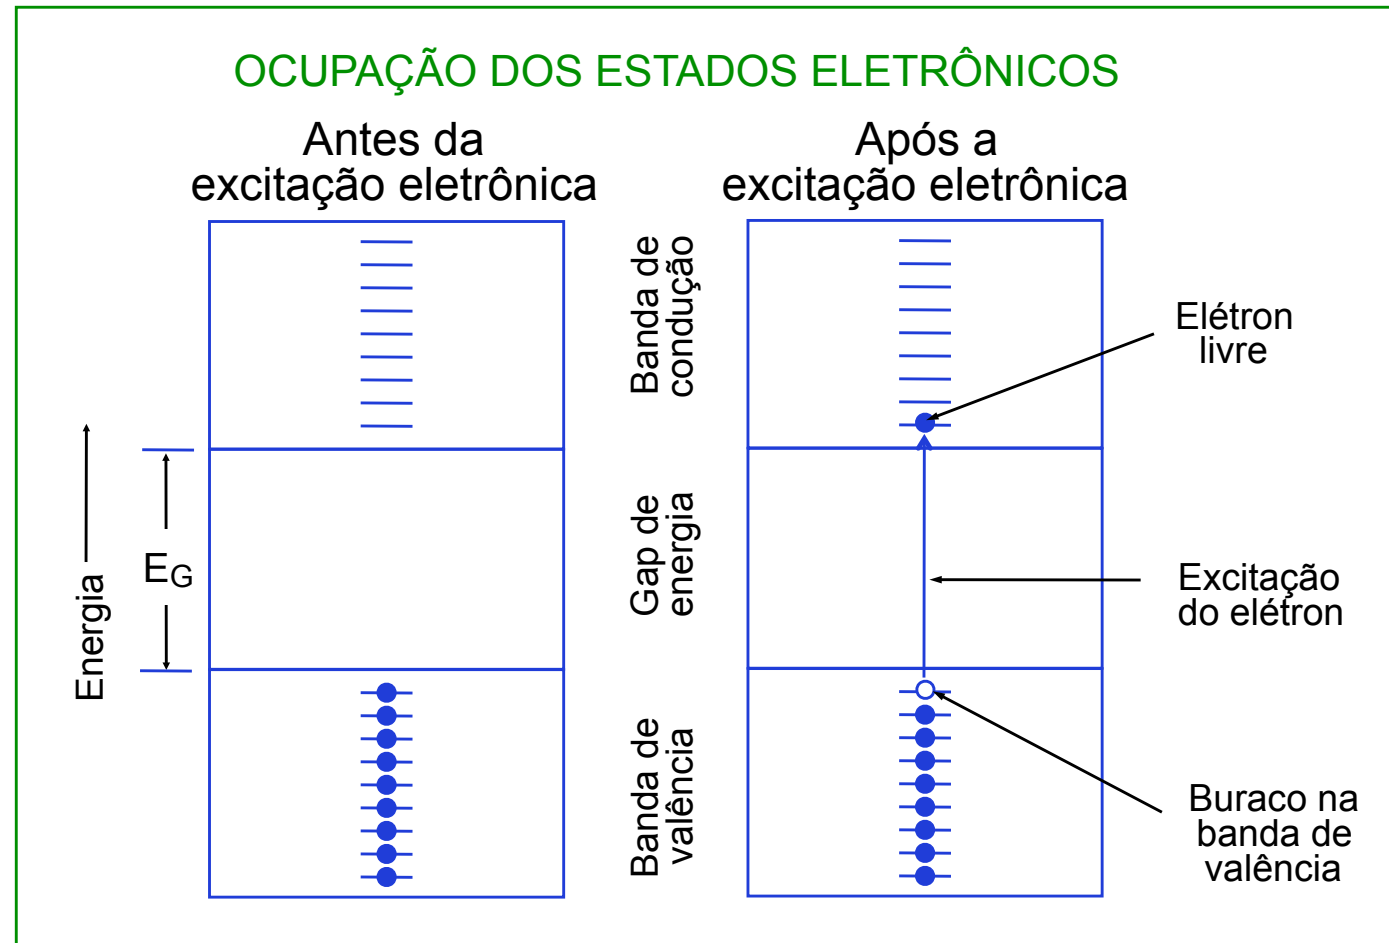 OCUPAÇÃO DOS ESTADOS ELETRÔNICOS
Antes da
excitação eletrônica
Após a
excitação eletrônica
Banda de
condução
Elétron
livre
Energia
EG
Gap de
energia
Excitação
do elétron
Banda de
valência
Buraco na
banda de
valência